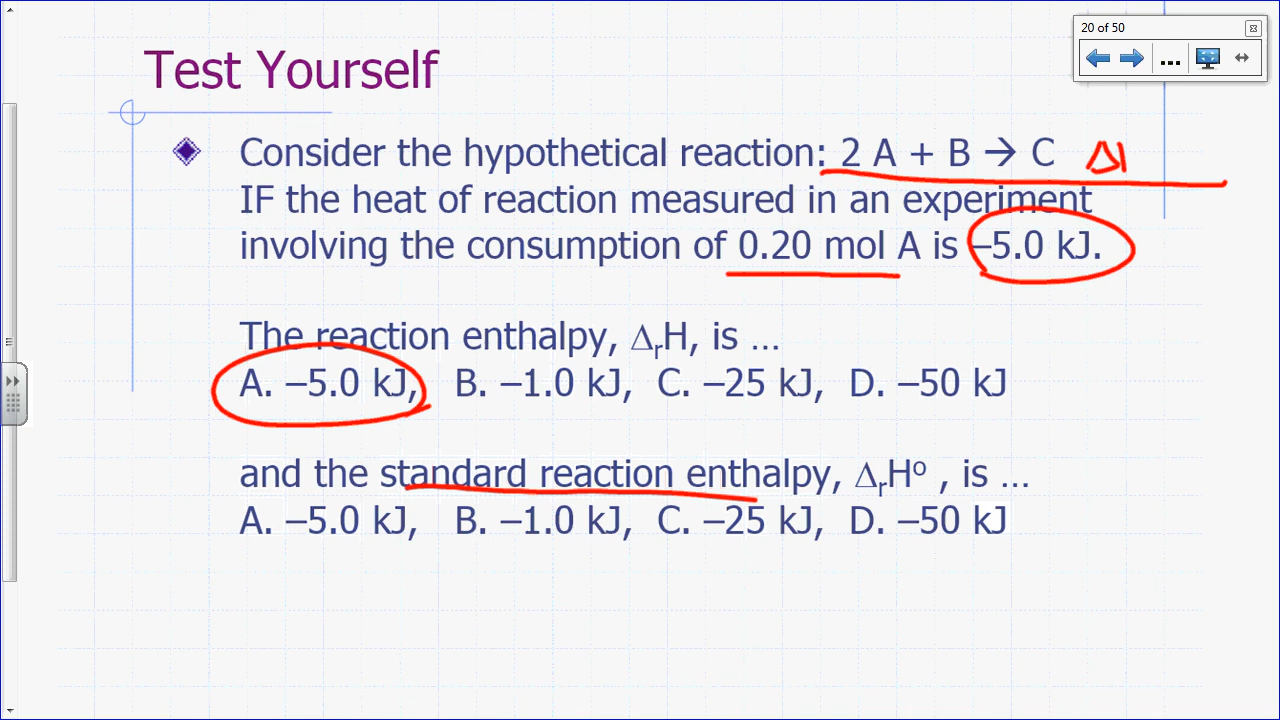 20 of 50
Test Yourself
Consider the hypothetical reaction: 2 A + B → C
IF the heat of reaction measured in an experiment
involving the consumption of 0.20 mol A is –5.0 kJ.
The reaction enthalpy, ΔrH, is …
A. –5.0 kJ, B. –1.0 kJ, C. –25 kJ, D. –50 kJ
and the standard reaction enthalpy, ΔrHº , is …
A. –5.0 kJ, B. –1.0 kJ, C. –25 kJ, D. –50 kJ